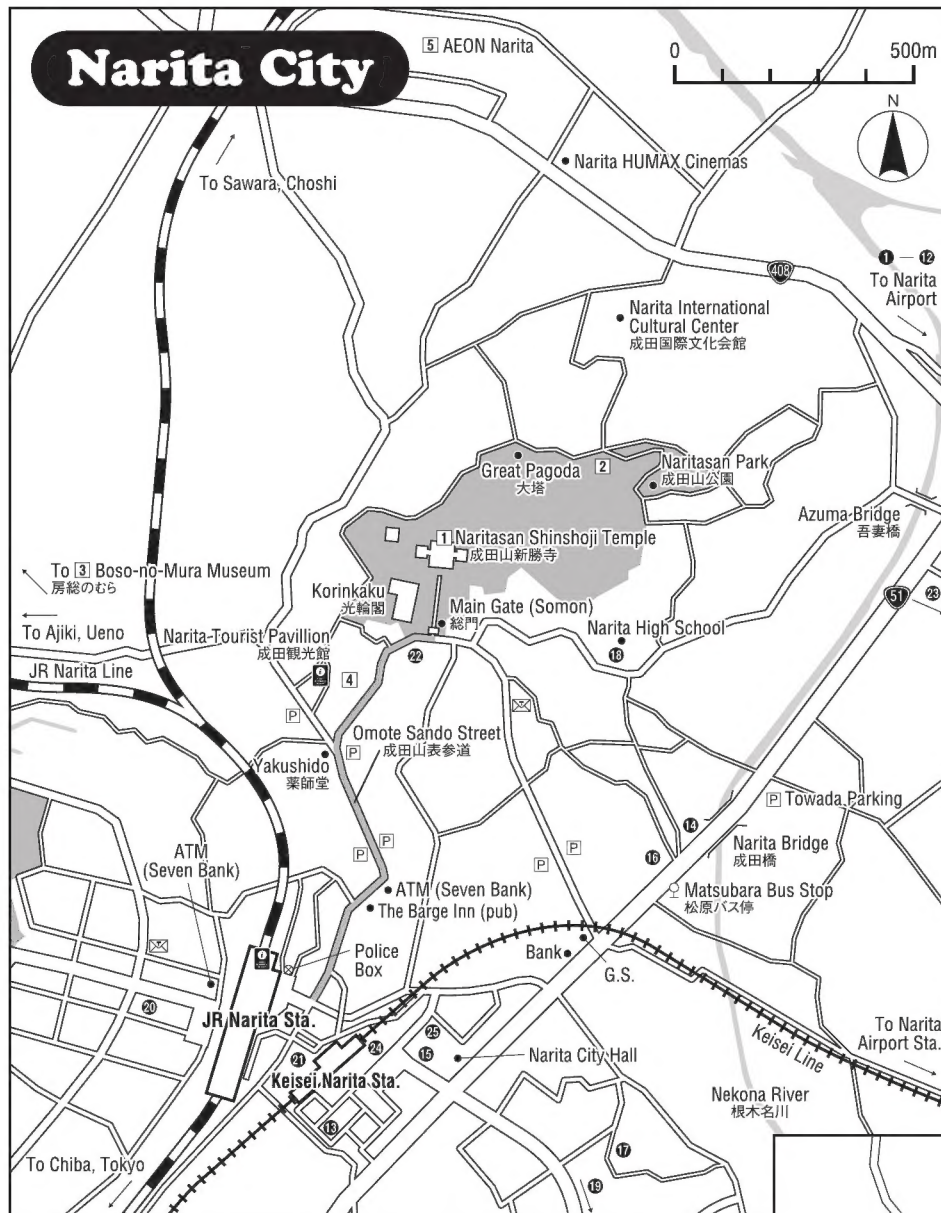 Narita City
5 AEON Narita
0 500m
N
Narita HUMAX Cinemas
To Sawara, Choshi
408
1 — 12
To Narita
Airport
Narita International
Cultural Center
成田国際文化会館
Great Pagoda
大塔
2
Naritasan Park
成田山公園
1 Naritasan Shinshoji Temple
成田山新勝寺
Azuma Bridge
吾妻橋
To 3 Boso-no-Mura Museum
房総のむら
Korinkaku
光輪閣
Main Gate (Somon)
総門
51
23
To Ajiki, Ueno
Narita Tourist Pavillion
成田観光館
Narita High School
18
22
JR Narita Line
4
P
Omote Sando Street
成田山表参道
P
Yakushido
薬師堂
P Towada Parking
14
Narita Bridge
成田橋
P P
P P
16
ATM
(Seven Bank)
ATM (Seven Bank)
Matsubara Bus Stop
松原バス停
The Barge Inn (pub)
Police
Box
Bank
G.S.
20
JR Narita Sta.
25
21
24
15
Narita City Hall
To Narita
Airport Sta.
Keisei Line
Keisei Narita Sta.
Nekona River
根木名川
13
17
To Chiba, Tokyo
19